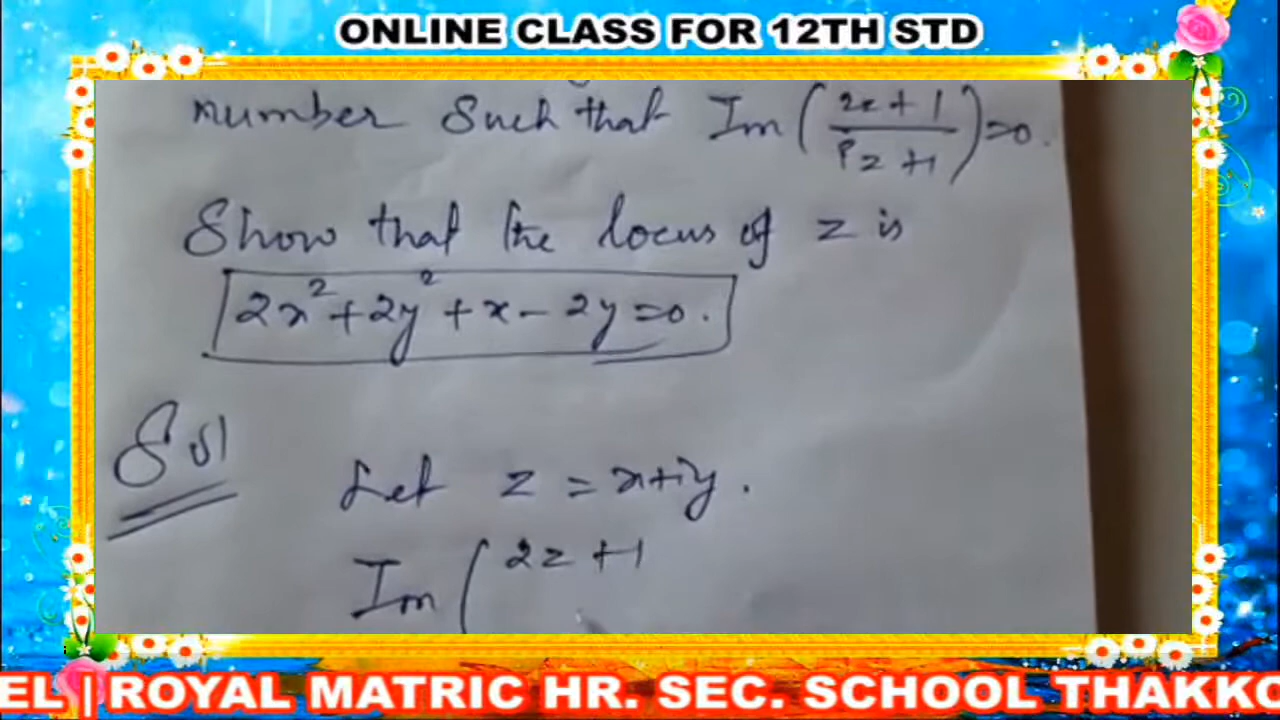 ONLINE CLASS FOR 12TH STD
number such that Im(2z+1/iz+1)=0.
Show that the locus of z is
2x²+2y²+x-2y=0.
Sol
Let z=x+iy.
Im(2z+1
EL | ROYAL MATRIC HR. SEC. SCHOOL THAKKO